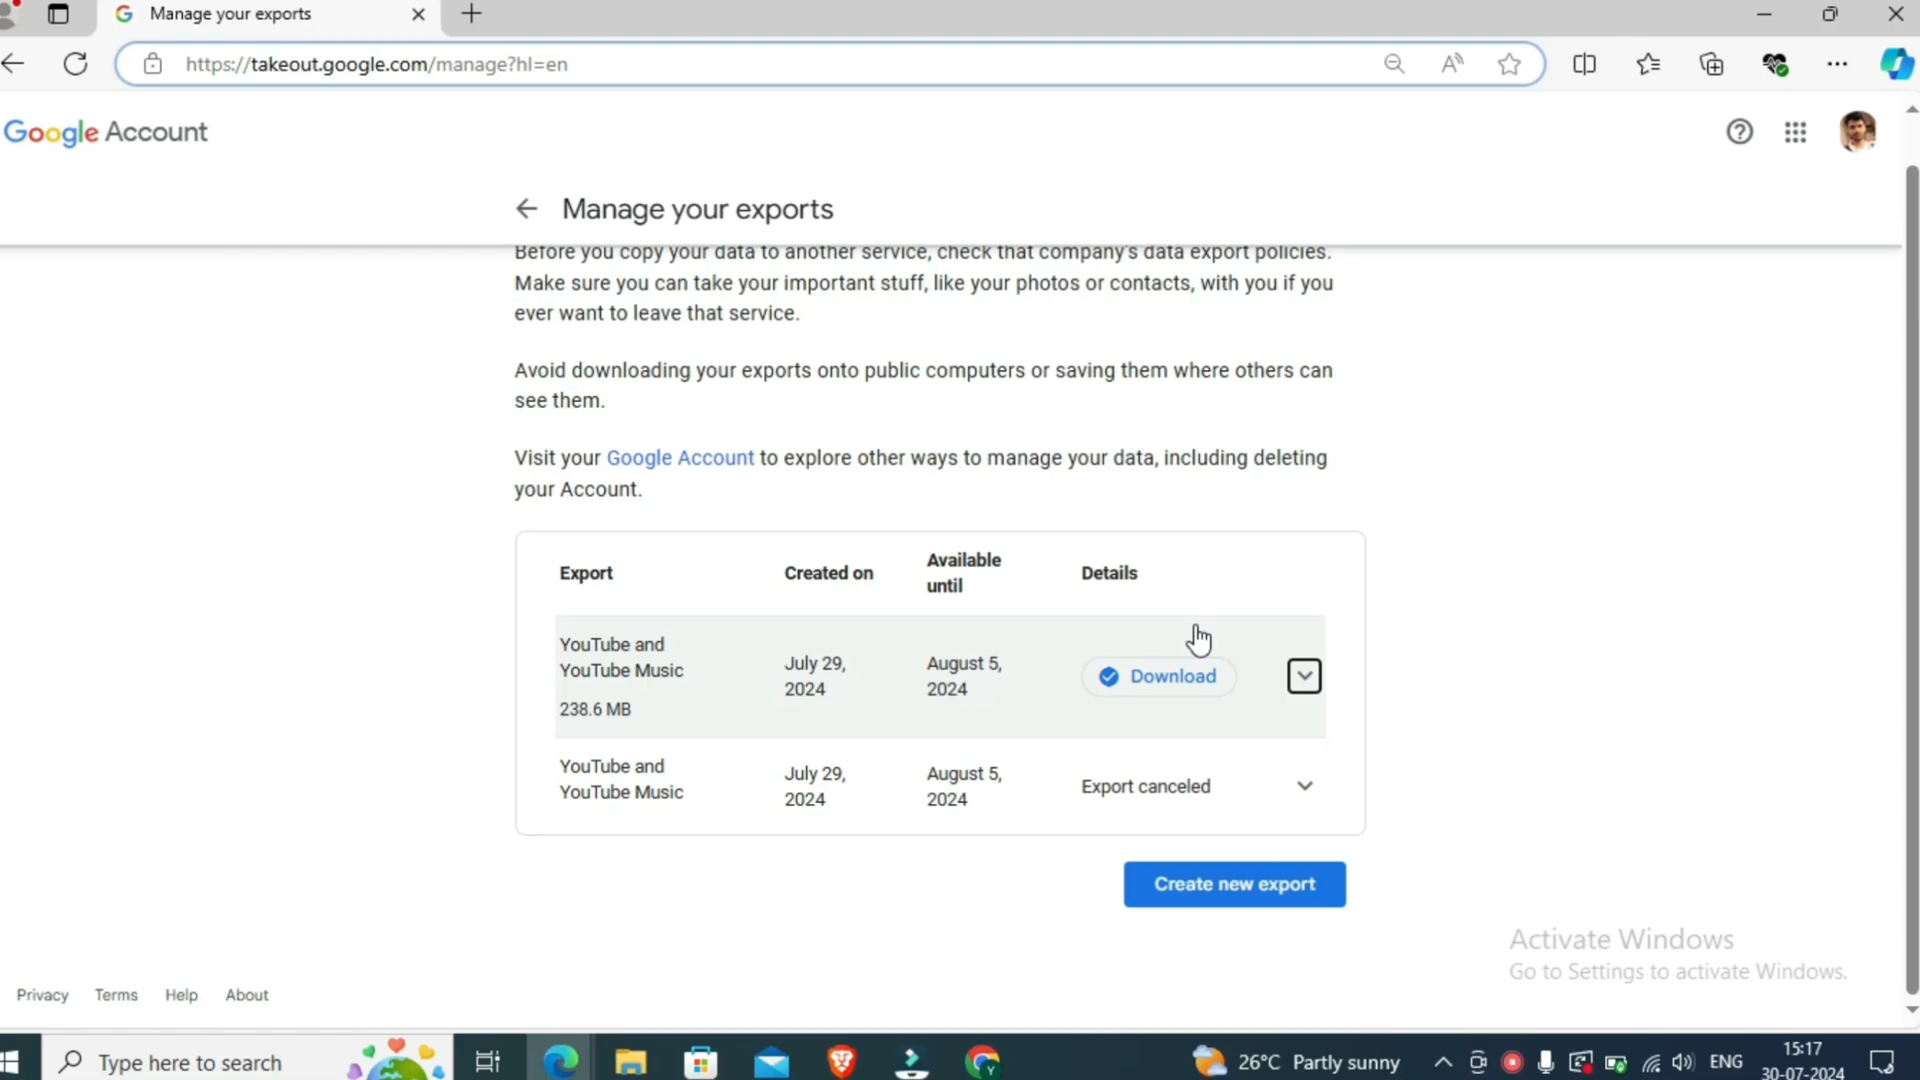 Manage your exports
https://takeout.google.com/manage?hl=en
Google Account
Manage your exports
Before you copy your data to another service, check that company's data export policies.
Make sure you can take your important stuff, like your photos or contacts, with you if you
ever want to leave that service.
Avoid downloading your exports onto public computers or saving them where others can
see them.
Visit your Google Account to explore other ways to manage your data, including deleting
your Account.
Export
Created on
Available
until
Details
YouTube and
YouTube Music
238.6 MB
July 29,
2024
August 5,
2024
Download
YouTube and
YouTube Music
July 29,
2024
August 5,
2024
Export canceled
Create new export
Activate Windows
Go to Settings to activate Windows.
Privacy Terms Help About
Type here to search
26°C Partly sunny
ENG
15:17
30-07-2024